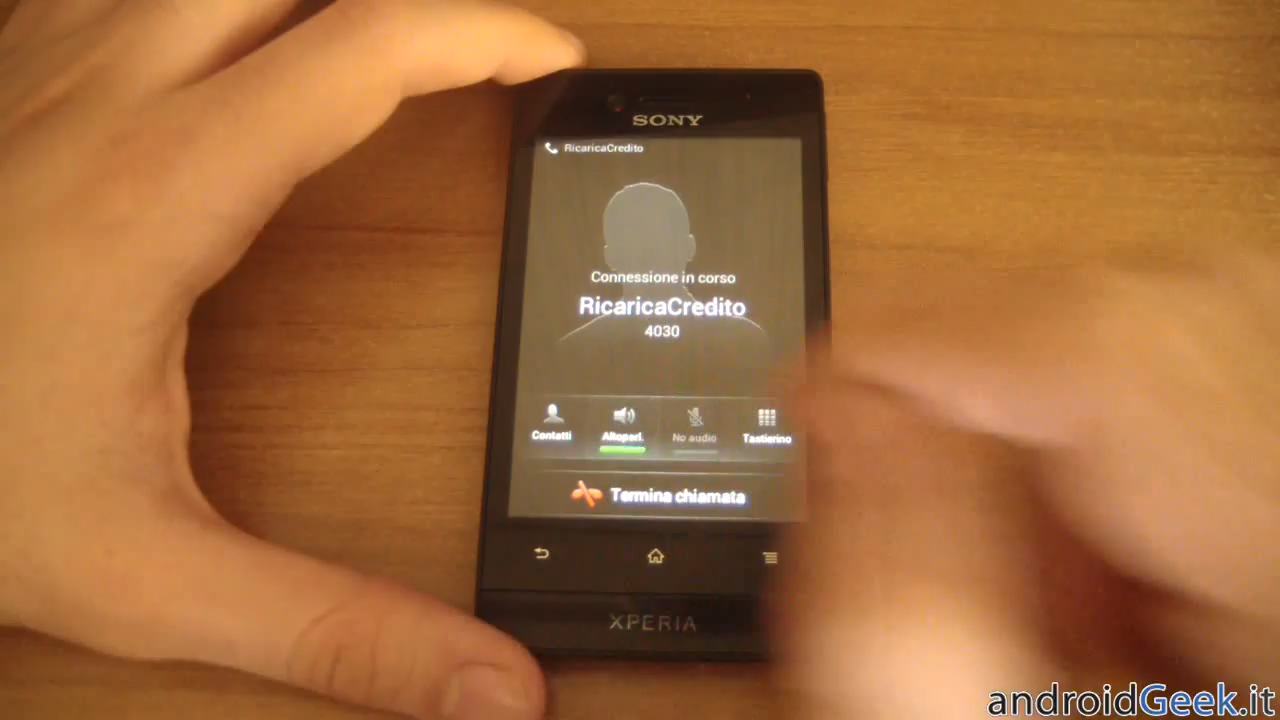 SONY
RicaricaCredito
Connessione in corso
RicaricaCredito
4030
Contatti Altoparl. No audio Tastierino
Termina chiamata
XPERIA
androidGeek.it